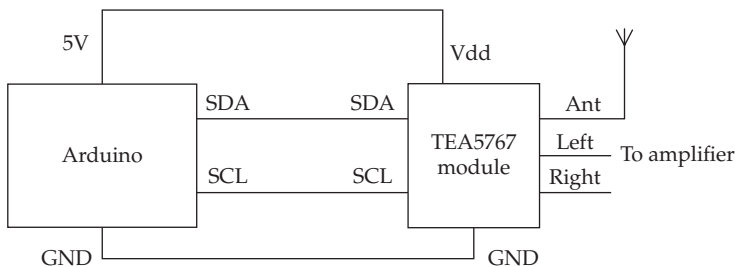 5V
Vdd
SDA SDA
Ant
Arduino
TEA5767
module
Left
To amplifier
SCL SCL
Right
GND
GND